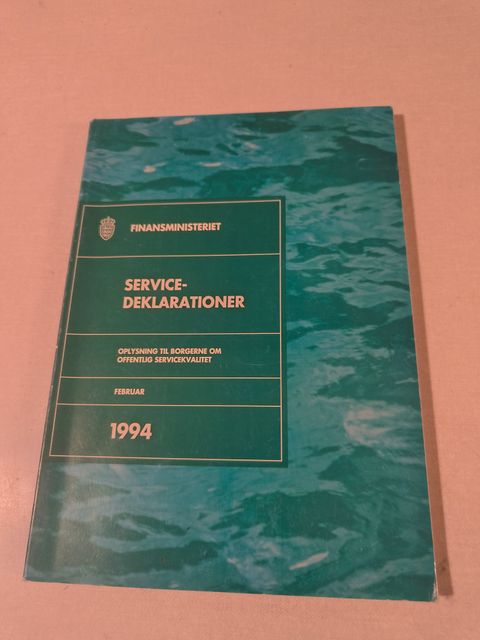 FINANSMINISTERIET
SERVICE-
DEKLARATIONER
OPLYSNING TIL BORGERNE OM
OFFENTLIG SERVICEKVALITET
FEBRUAR
1994